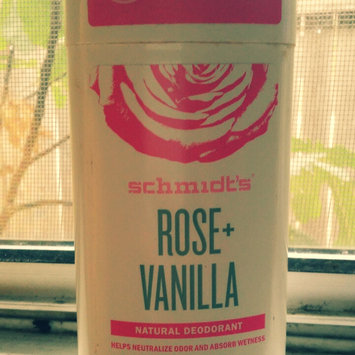 schmidt's
ROSE+
VANILLA
NATURAL DEODORANT
HELPS NEUTRALIZE ODOR AND ABSORB WETNESS